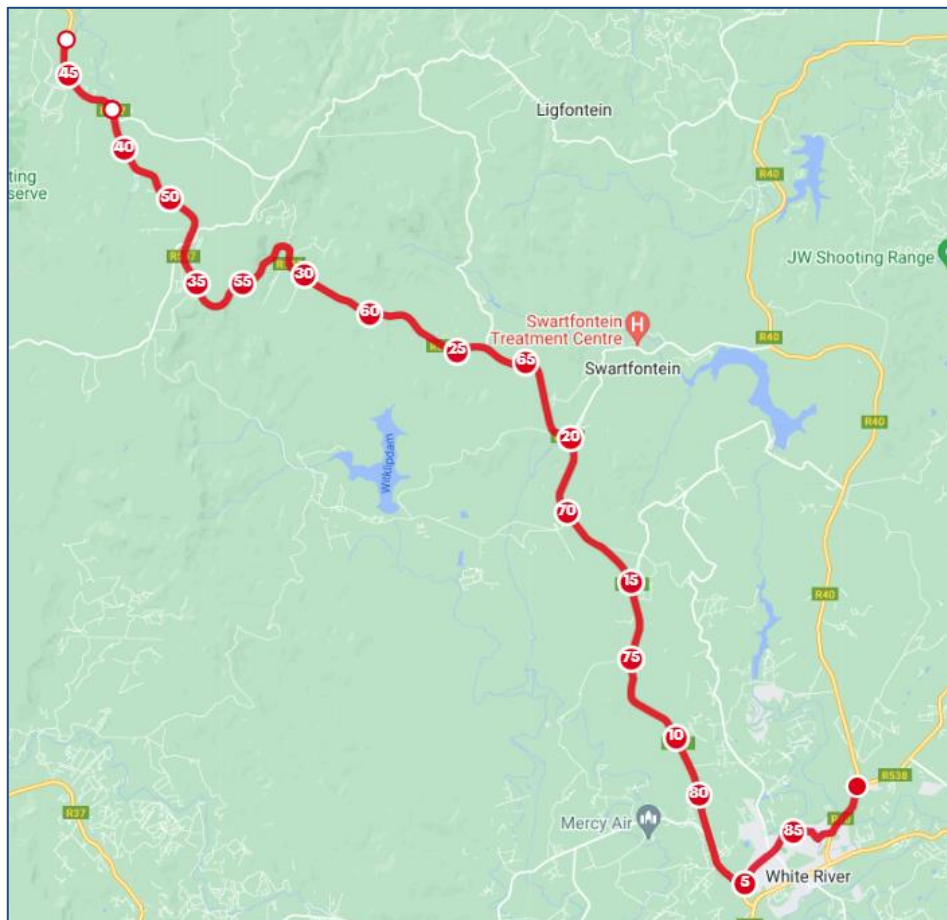 45
40
Ligfontein
ting
serve
50
R40
JW Shooting Range
35
55
30
60
25
65
Swartfontein
Treatment Centre
H
Swartfontein
R40
20
R40
Witklipdam
70
15
R40
75
10
80
R538
R37
Mercy Air
85
5
White River
R40